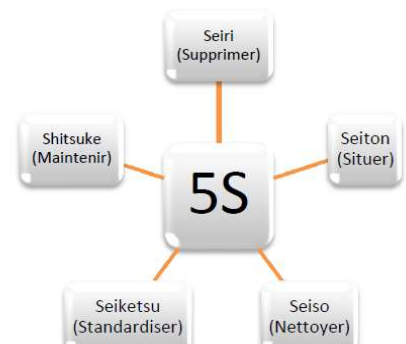 Seiri
(Supprimer)
Shitsuke
(Maintenir)
Seiton
(Situer)
5S
Seiketsu
(Standardiser)
Seiso
(Nettoyer)